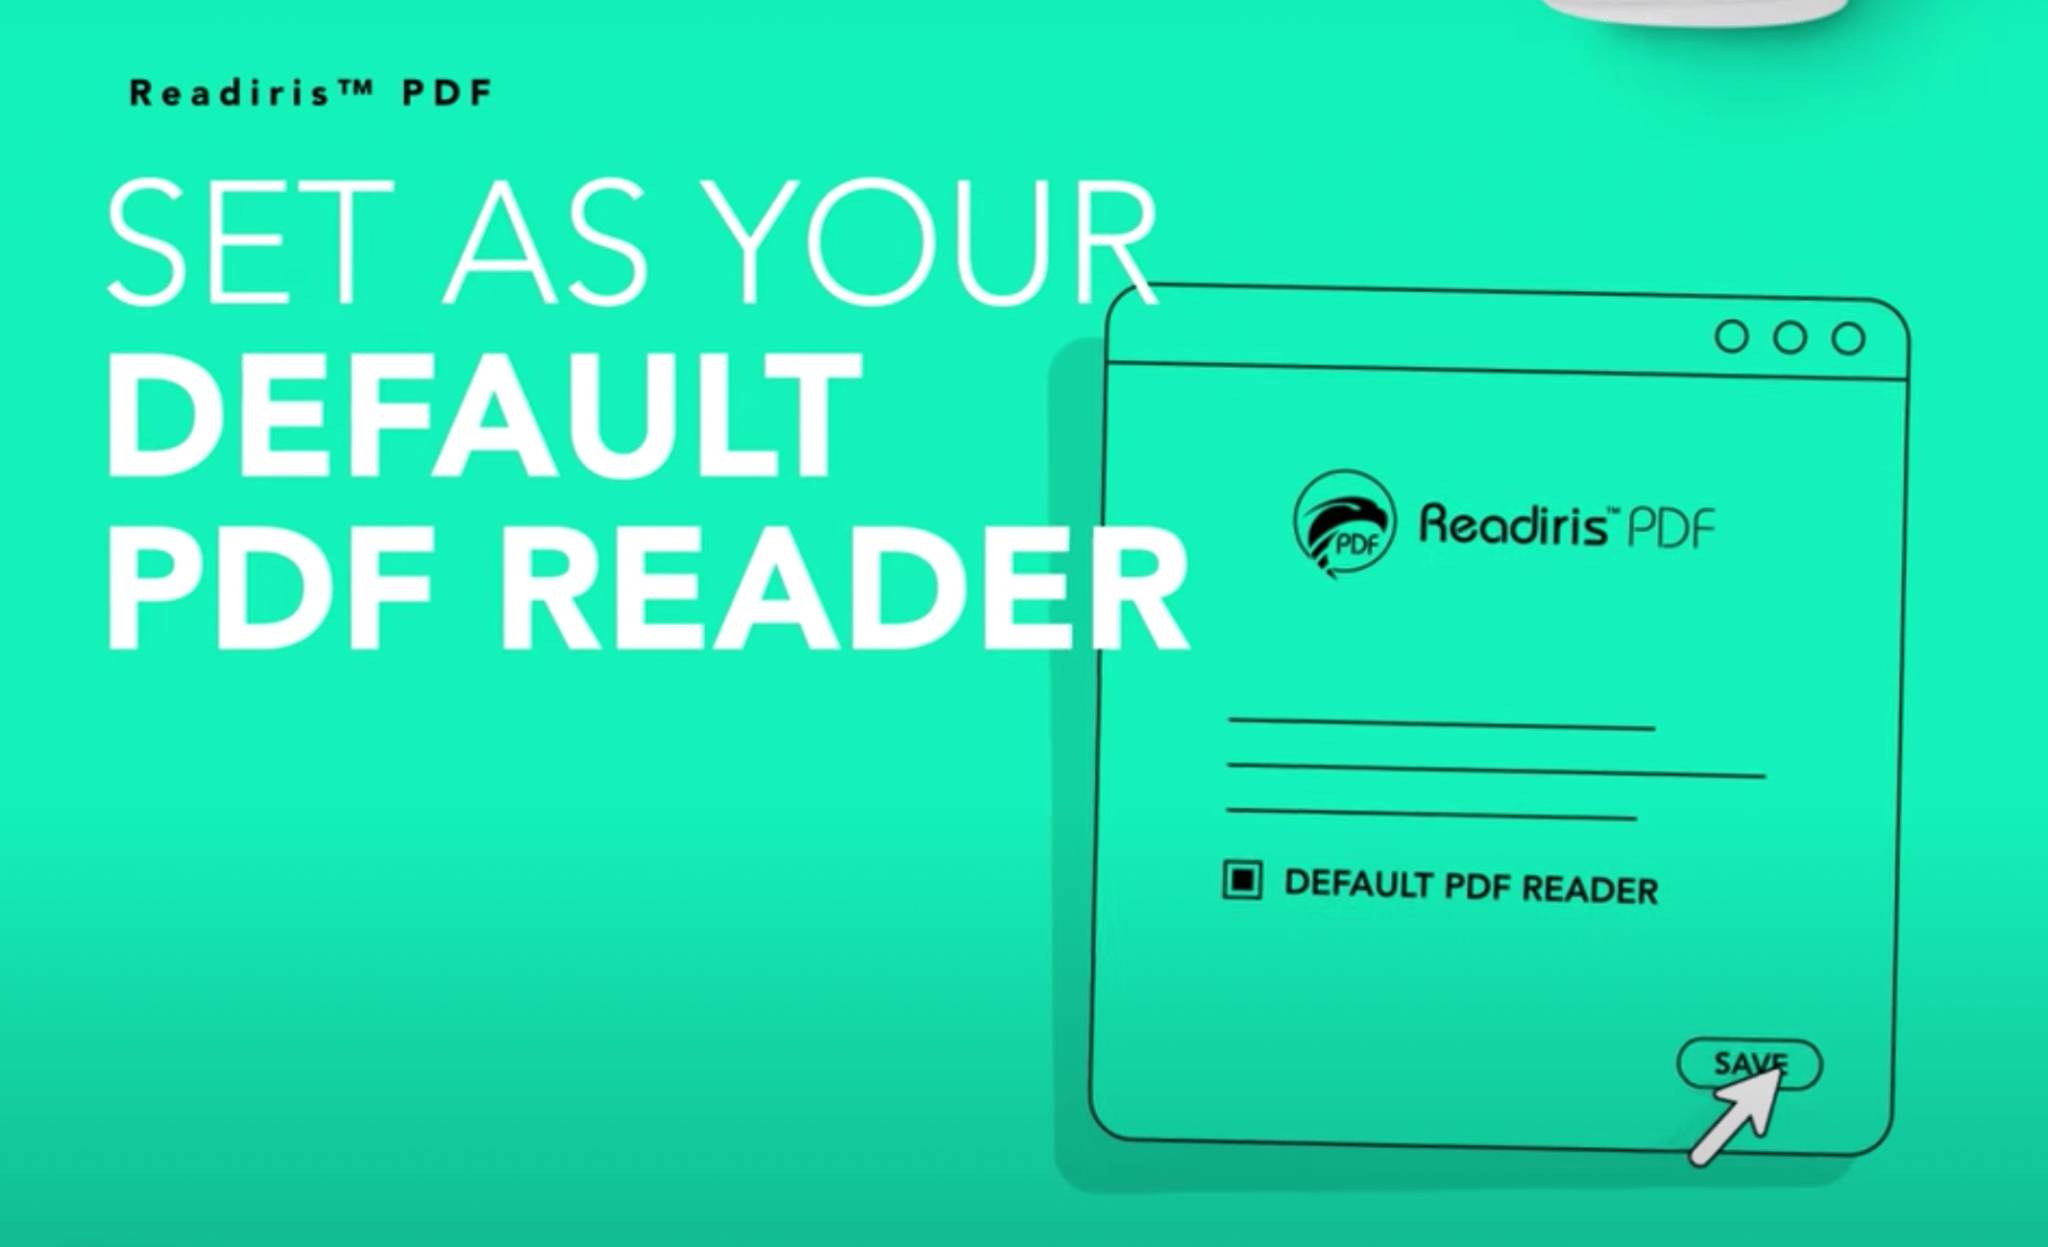 Readiris™ PDF
SET AS YOUR
DEFAULT
PDF READER
PDF
Readiris™ PDF
DEFAULT PDF READER
SAVE